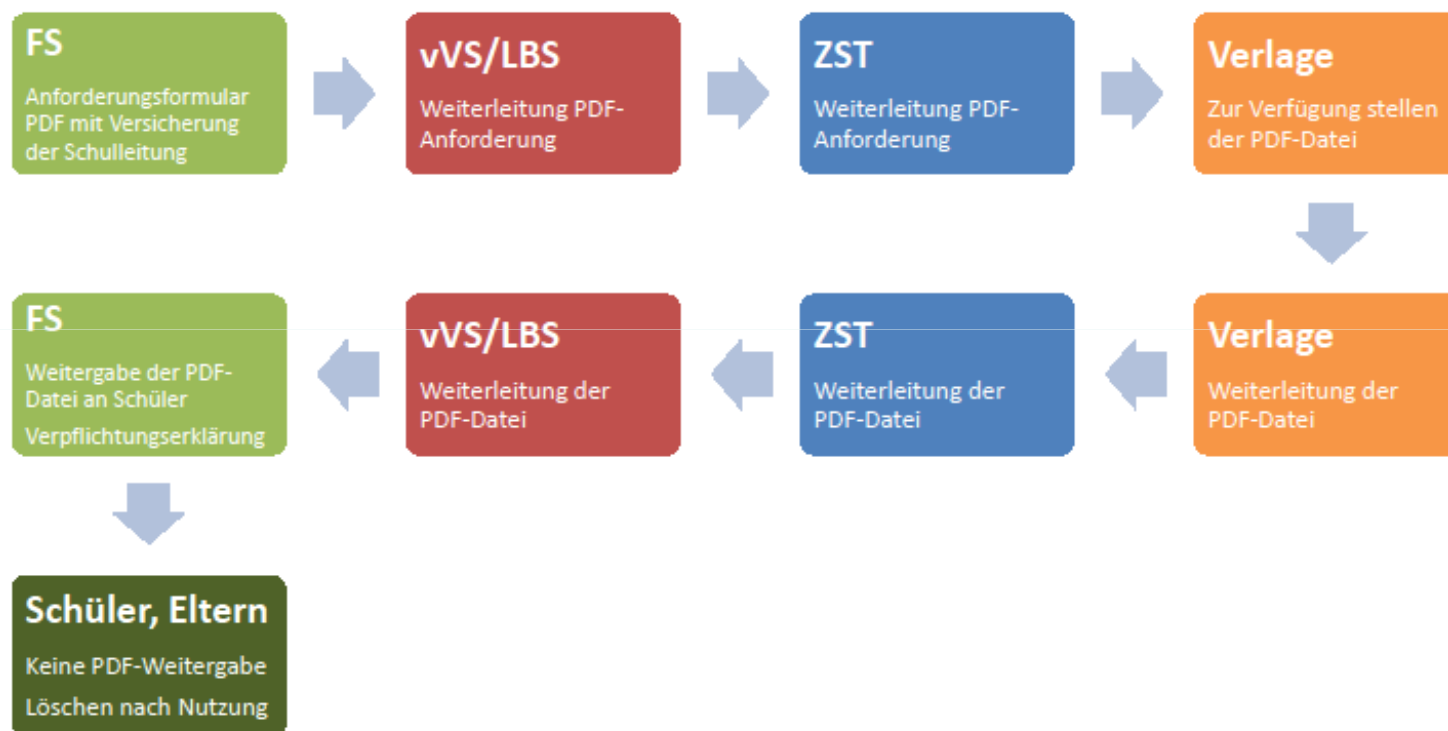 FS
Anforderungsformular
PDF mit Versicherung
der Schulleitung
vVS/LBS
Weiterleitung PDF-
Anforderung
ZST
Weiterleitung PDF-
Anforderung
Verlage
Zur Verfügung stellen
der PDF-Datei
FS
Weitergabe der PDF-
Datei an Schüler
Verpflichtungserklärung
vVS/LBS
Weiterleitung der
PDF-Datei
ZST
Weiterleitung der
PDF-Datei
Verlage
Weiterleitung der
PDF-Datei
Schüler, Eltern
Keine PDF-Weitergabe
Löschen nach Nutzung